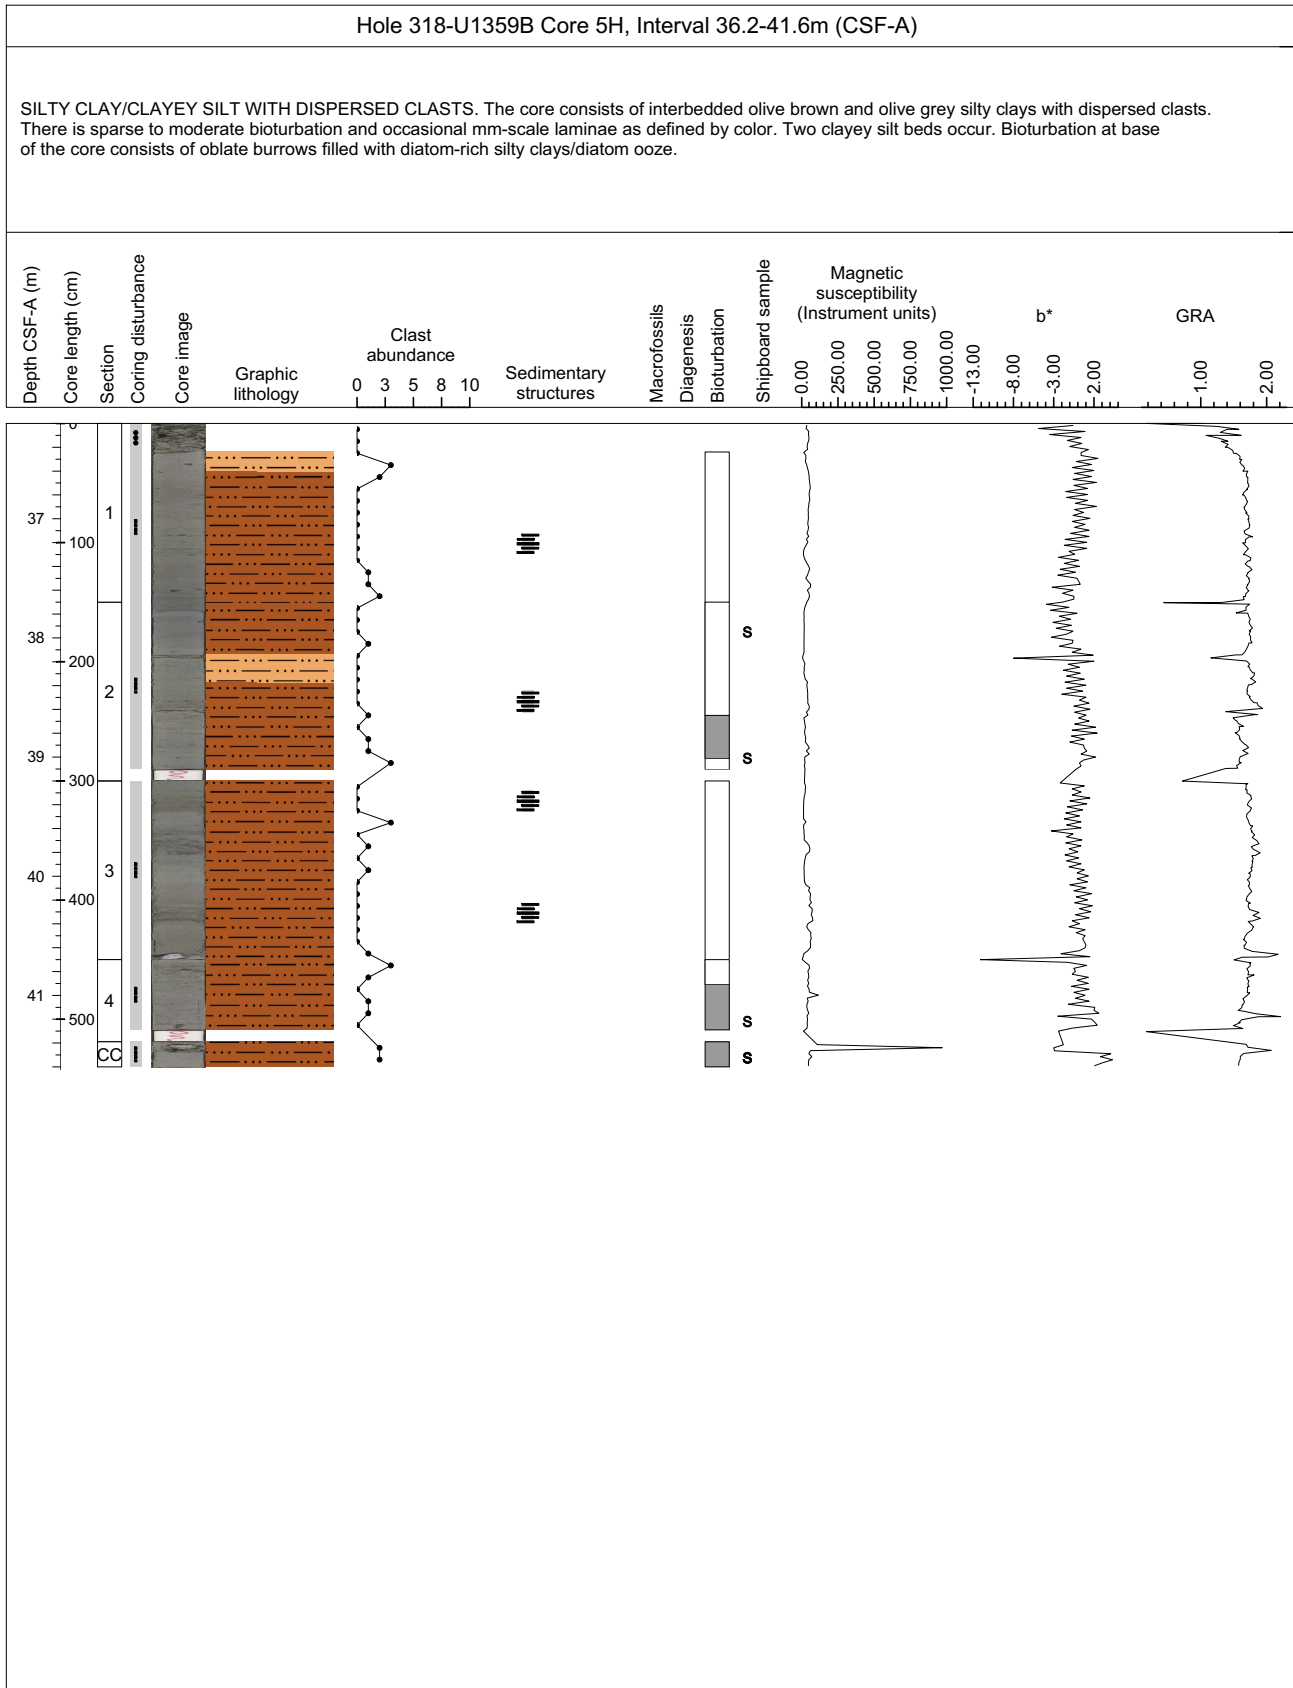 Hole 318-U1359B Core 5H, Interval 36.2-41.6m (CSF-A)
SILTY CLAY/CLAYEY SILT WITH DISPERSED CLASTS. The core consists of interbedded olive brown and olive grey silty clays with dispersed clasts.
There is sparse to moderate bioturbation and occasional mm-scale laminae as defined by color. Two clayey silt beds occur. Bioturbation at base
of the core consists of oblate burrows filled with diatom-rich silty clays/diatom ooze.
Depth CSF-A (m)
Core length (cm)
Section
Coring disturbance
Core image
Graphic
lithology
Clast
abundance
0 3 5 8 10
Sedimentary
structures
Macrofossils
Diagenesis
Bioturbation
Shipboard sample
Magnetic
susceptibility
(Instrument units)
0.00 250.00 500.00 750.00 1000.00
b*
-13.00 -8.00 -3.00 2.00
GRA
1.00 2.00
0
1
37
100
38
S
200
2
39
S
300
3
40
400
41
4
500
S
CC
S